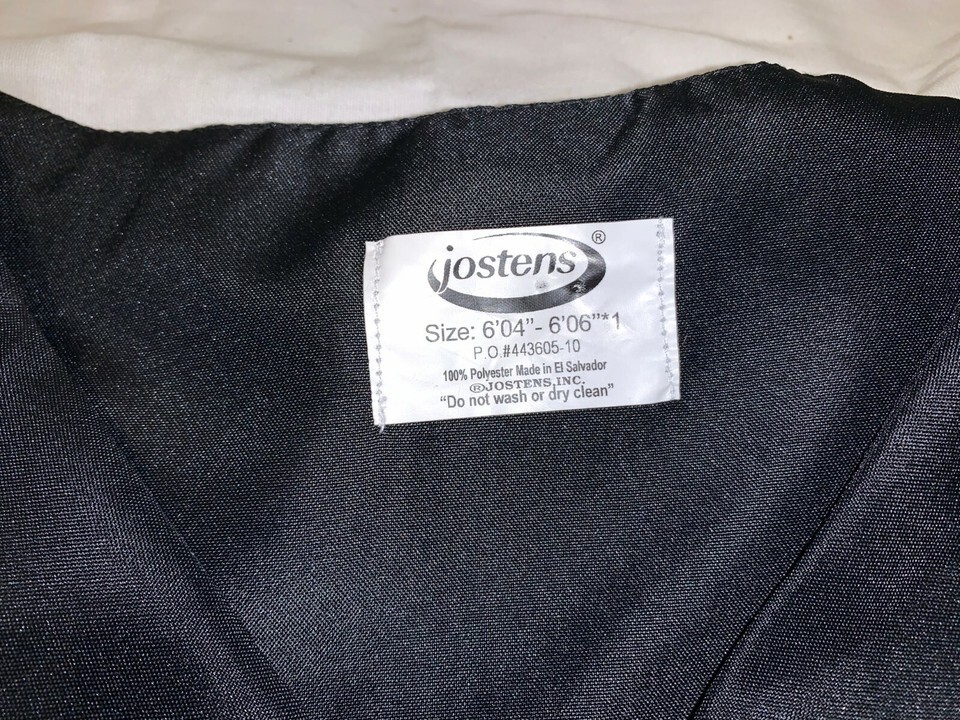 jostens®
Size: 6'04"- 6'06"*1
P.O.#443605-10
100% Polyester Made in El Salvador
®JOSTENS,INC.
"Do not wash or dry clean"